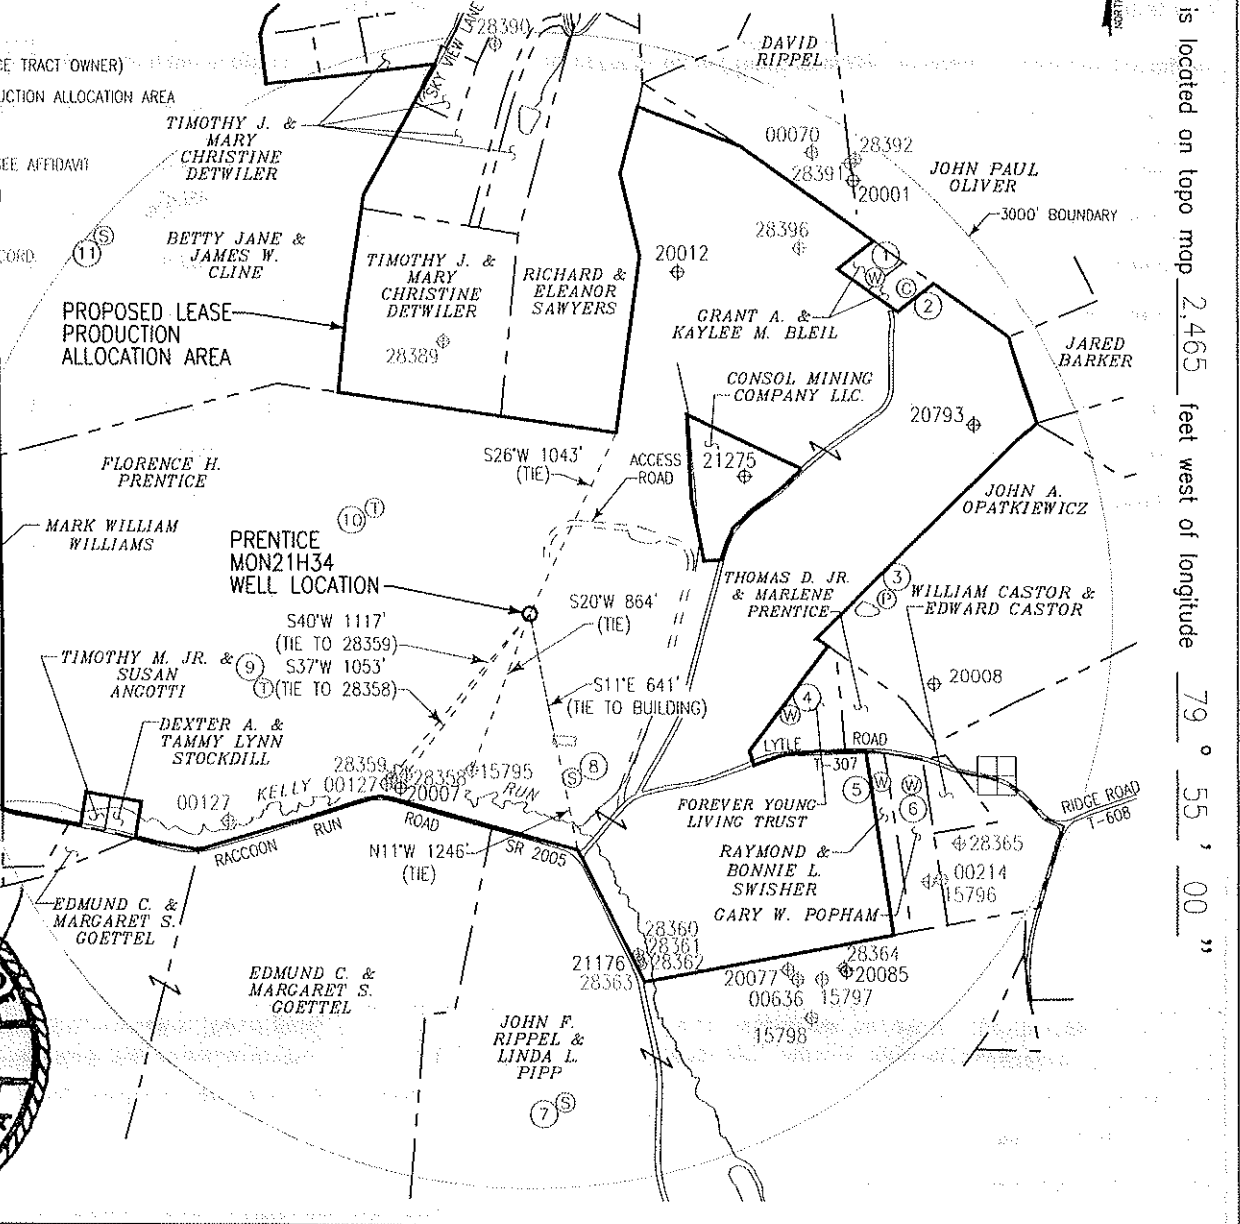 28390
NORTH
CE TRACT OWNER)
SKY VIEW LANE
DAVID
RIPPEL
UCTION ALLOCATION AREA
TIMOTHY J. &
MARY
CHRISTINE
DETWILER
00070
28392
28391
20001
JOHN PAUL
OLIVER
SEE AFFIDAVIT
3000' BOUNDARY
28396
11
S
BETTY JANE &
JAMES W.
CLINE
CORD.
TIMOTHY J. &
MARY
CHRISTINE
DETWILER
RICHARD &
ELEANOR
SAWYERS
20012
1
W
C
2
PROPOSED LEASE
PRODUCTION
ALLOCATION AREA
GRANT A. &
KAYLEE M. BLEIL
28389
JARED
BARKER
CONSOL MINING
COMPANY LLC.
20793
FLORENCE H.
PRENTICE
S26°W 1043'
(TIE)
ACCESS
ROAD
21275
JOHN A.
OPATKIEWICZ
10
T
MARK WILLIAM
WILLIAMS
PRENTICE
MON21H34
WELL LOCATION
THOMAS D. JR.
& MARLENE
PRENTICE
3
P
WILLIAM CASTOR &
EDWARD CASTOR
S20°W 864'
(TIE)
S40°W 1117'
(TIE TO 28359)
S37°W 1053'
(TIE TO 28358)
TIMOTHY M. JR. &
SUSAN
ANGOTTI
9
T
S11°E 641'
(TIE TO BUILDING)
20008
4
W
DEXTER A. &
TAMMY LYNN
STOCKDILL
LYTLE ROAD
T-307
28359
28358
00127
20007
15795
S
8
5
W
W
6
00127
KELLY RUN
RACCOON RUN ROAD
SR 2005
FOREVER YOUNG
LIVING TRUST
RIDGE ROAD
T-608
N11°W 1246'
(TIE)
RAYMOND &
BONNIE L.
SWISHER
28365
00214
15796
GARY W. POPHAM
EDMUND C. &
MARGARET S.
GOETTEL
28360
28361
21176
28362
28363
EDMUND C. &
MARGARET S.
GOETTEL
28364
20077
20085
00636
15797
15798
JOHN F.
RIPPEL &
LINDA L.
PIPP
7
S
is located on topo map 2,465 feet west of longitude 79 ° 55 ' 00 "